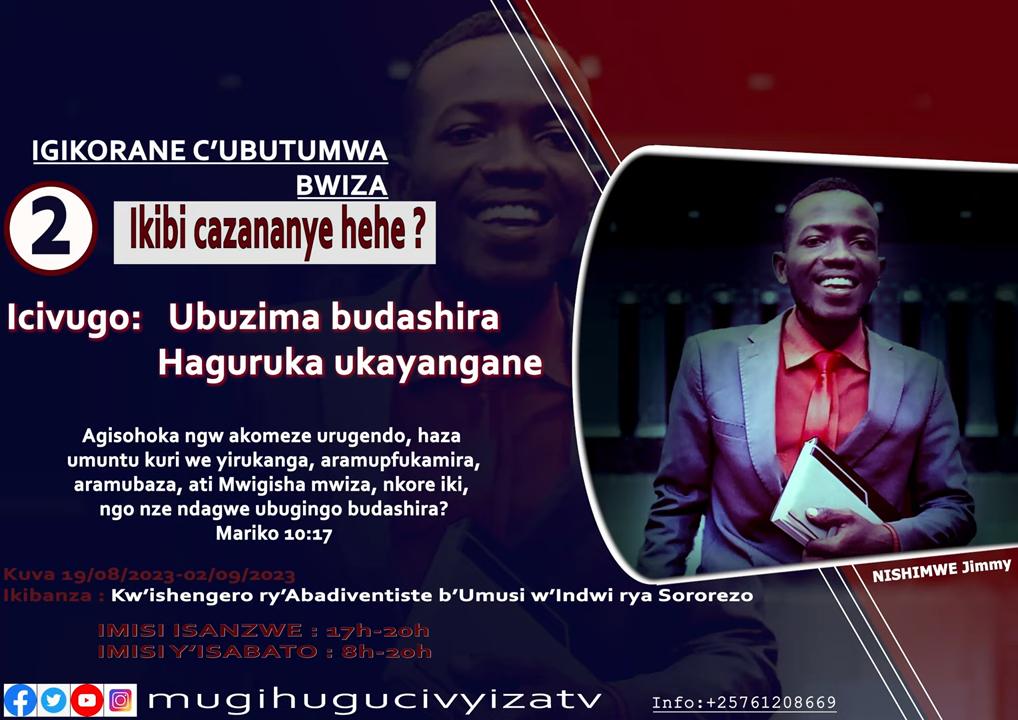 IGIKORANE C'UBUTUMWA
BWIZA
2
Ikibi cazananye hehe ?
Icivugo: Ubuzima budashira
Haguruka ukayangane
Agisohoka ngw akomeze urugendo, haza
umuntu kuri we yirukanga, aramupfukamira,
aramubaza, ati Mwigisha mwiza, nkore iki,
ngo nze ndagwe ubugingo budashira?
Mariko 10:17
NISHIMWE Jimmy
Kuva 19/08/2023-02/09/2023
Ikibanza : Kw'ishengero ry'Abadiventiste b'Umusi w'Indwi rya Sororezo
IMISI ISANZWE : 17h-20h
IMISI Y'ISABATO : 8h-20h
mugihugucivyizatv
Info:+25761208669